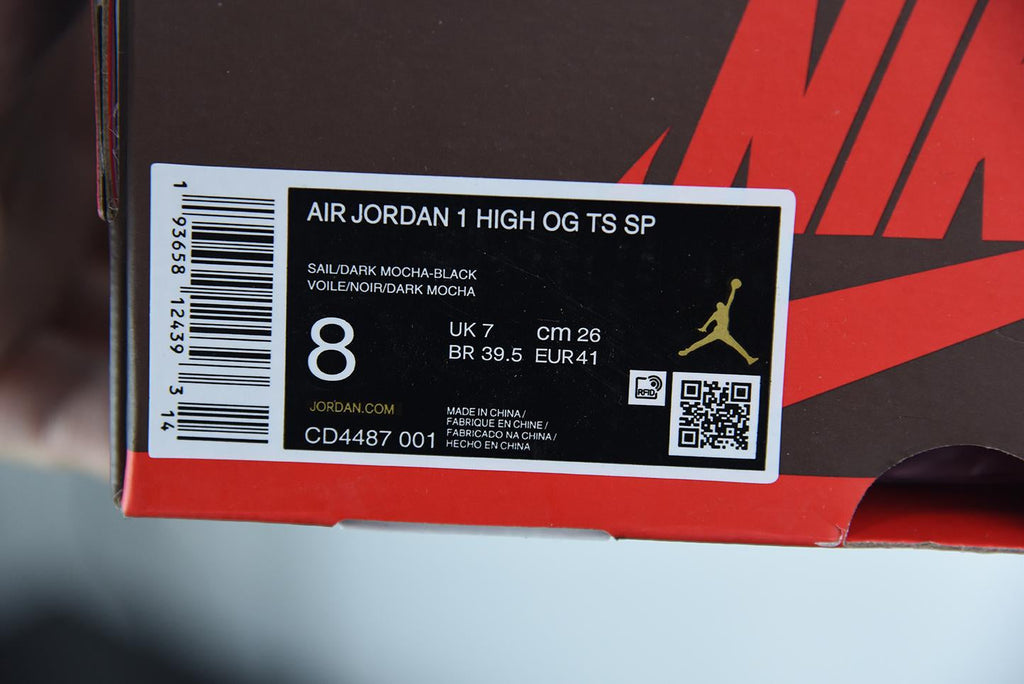 NIK
1 93658 12439 3 14
AIR JORDAN 1 HIGH OG TS SP
SAIL/DARK MOCHA-BLACK
VOILE/NOIR/DARK MOCHA
8
UK 7 cm 26
BR 39.5 EUR 41
RFID
JORDAN.COM
CD4487 001
MADE IN CHINA /
FABRIQUE EN CHINE /
FABRICADO NA CHINA /
HECHO EN CHINA